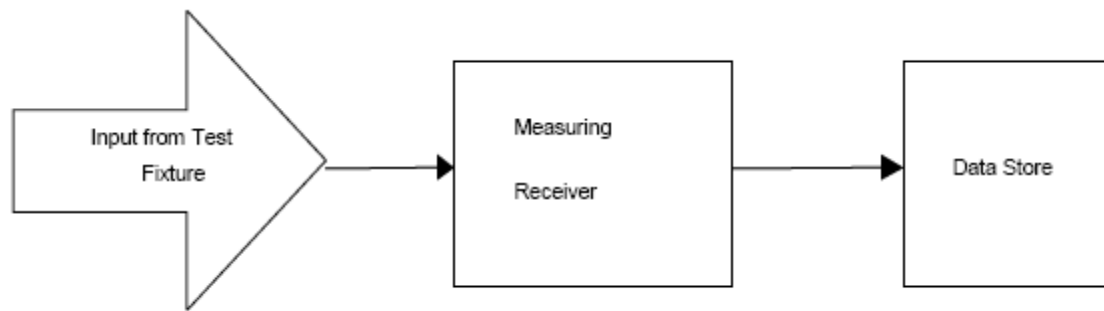 Input from Test
Fixture
Measuring
Receiver
Data Store